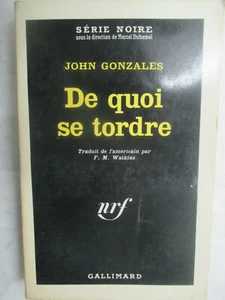 SÉRIE NOIRE
sous la direction de Marcel Duhamel
JOHN GONZALES
De quoi
se tordre
Traduit de l'américain par
F. M. Watkins
nrf
GALLIMARD